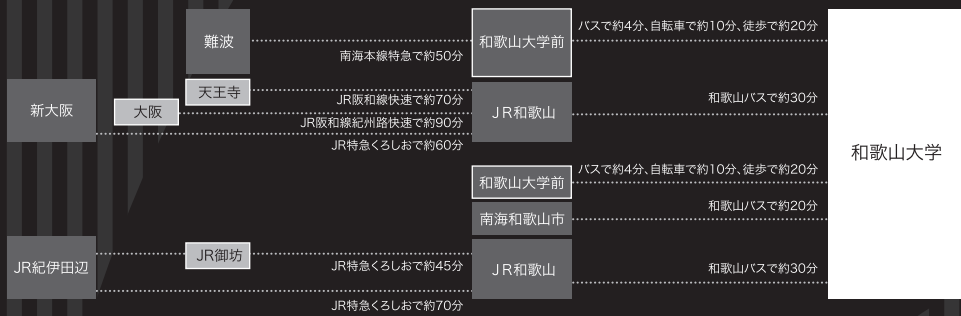 難波
南海本線特急で約50分
和歌山大学前
バスで約4分、自転車で約10分、徒歩で約20分
新大阪
大阪
天王寺
JR阪和線快速で約70分
JR阪和線紀州路快速で約90分
JR特急くろしおで約60分
JR和歌山
和歌山バスで約30分
和歌山大学前
バスで約4分、自転車で約10分、徒歩で約20分
南海和歌山市
和歌山バスで約20分
JR紀伊田辺
JR御坊
JR特急くろしおで約45分
JR特急くろしおで約70分
JR和歌山
和歌山バスで約30分
和歌山大学